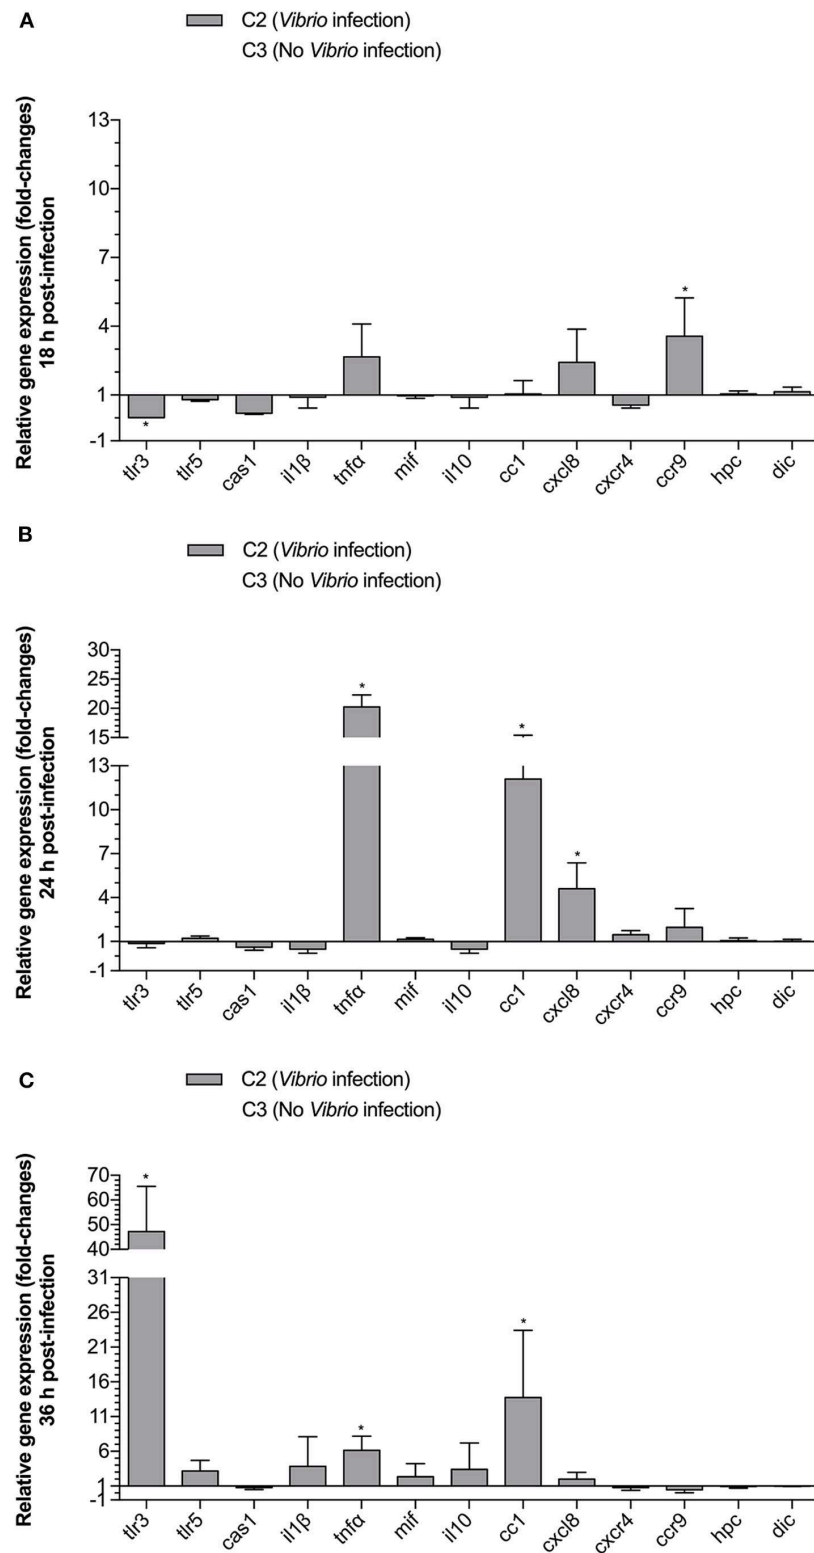 A
C2 (Vibrio infection)
C3 (No Vibrio infection)
Relative gene expression (fold-changes)
18 h post-infection
13
10
7
4
1
-1
tlr3 tlr5 cas1 il1β tnfα mif il10 cc1 cxcl8 cxcr4 ccr9 hpc dic
*
*
B
C2 (Vibrio infection)
C3 (No Vibrio infection)
Relative gene expression (fold-changes)
24 h post-infection
30
25
20
15
13
10
7
4
1
-1
*
*
*
tlr3 tlr5 cas1 il1β tnfα mif il10 cc1 cxcl8 cxcr4 ccr9 hpc dic
C
C2 (Vibrio infection)
C3 (No Vibrio infection)
Relative gene expression (fold-changes)
36 h post-infection
70
60
50
40
31
26
21
16
11
6
1
-1
*
*
*
tlr3 tlr5 cas1 il1β tnfα mif il10 cc1 cxcl8 cxcr4 ccr9 hpc dic